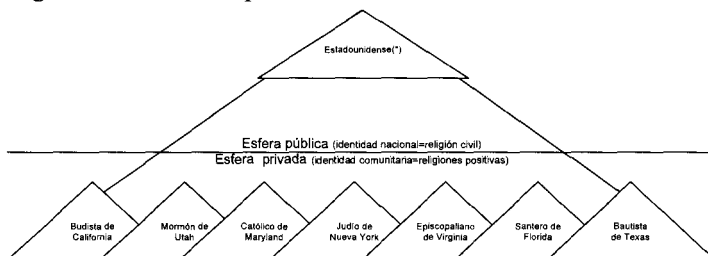 Estadounidense(*)
Esfera pública (identidad nacional=religión civil)
Esfera privada (identidad comunitaria=religiones positivas)
Budista de
California
Mormón de
Utah
Católico de
Maryland
Judío de
Nueva York
Episcopaliano
de Virginia
Santero de
Florida
Bautista
de Texas